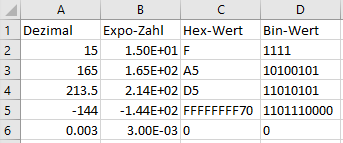 A B C D
1 Dezimal Expo-Zahl Hex-Wert Bin-Wert
2 15 1.50E+01 F 1111
3 165 1.65E+02 A5 10100101
4 213.5 2.14E+02 D5 11010101
5 -144 -1.44E+02 FFFFFFFF70 1101110000
6 0.003 3.00E-03 0 0